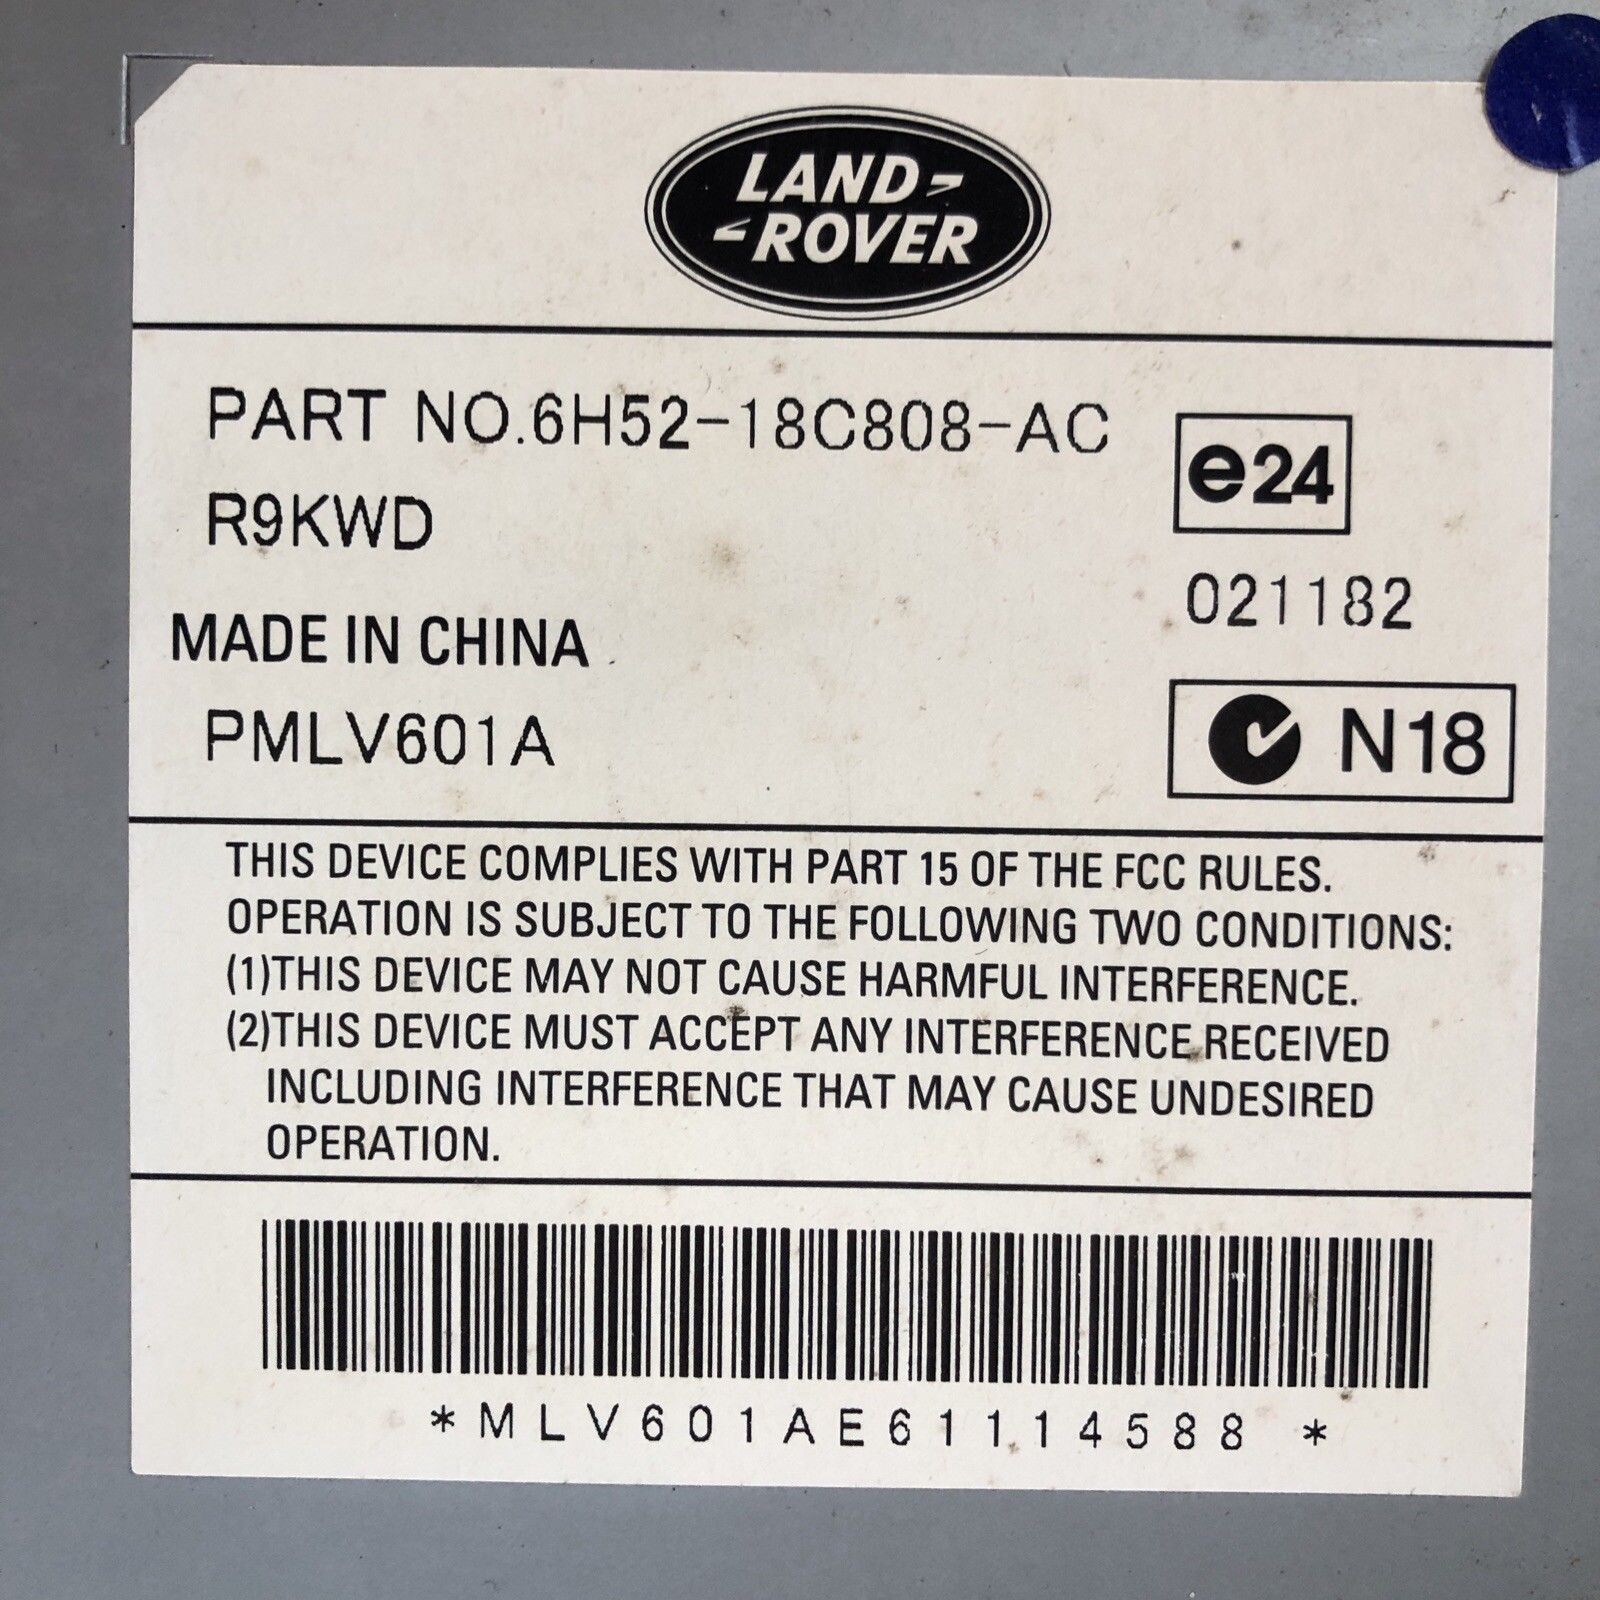 LAND
ROVER
PART NO.6H52-18C808-AC
R9KWD
e24
021182
MADE IN CHINA
PMLV601A
N18
THIS DEVICE COMPLIES WITH PART 15 OF THE FCC RULES.
OPERATION IS SUBJECT TO THE FOLLOWING TWO CONDITIONS:
(1)THIS DEVICE MAY NOT CAUSE HARMFUL INTERFERENCE.
(2)THIS DEVICE MUST ACCEPT ANY INTERFERENCE RECEIVED
INCLUDING INTERFERENCE THAT MAY CAUSE UNDESIRED
OPERATION.
*MLV601AE61114588 *